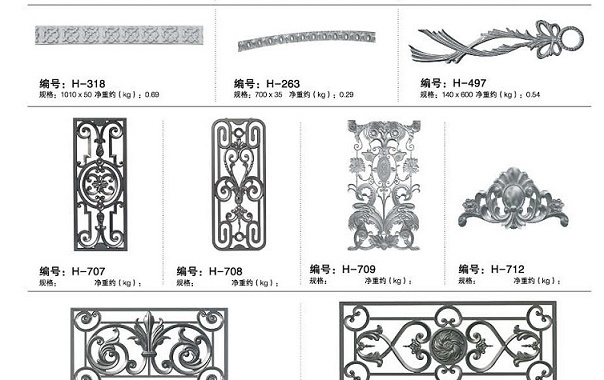 编号：H-318
规格：1010 x 50 净重约（kg）：0.69
编号：H-263
规格：700 x 35 净重约（kg）：0.29
编号：H-497
规格：140 x 600 净重约（kg）：0.54
编号：H-707
规格： 净重约（kg）：
编号：H-708
规格： 净重约（kg）：
编号：H-709
规格： 净重约（kg）：
编号：H-712
规格： 净重约（kg）：